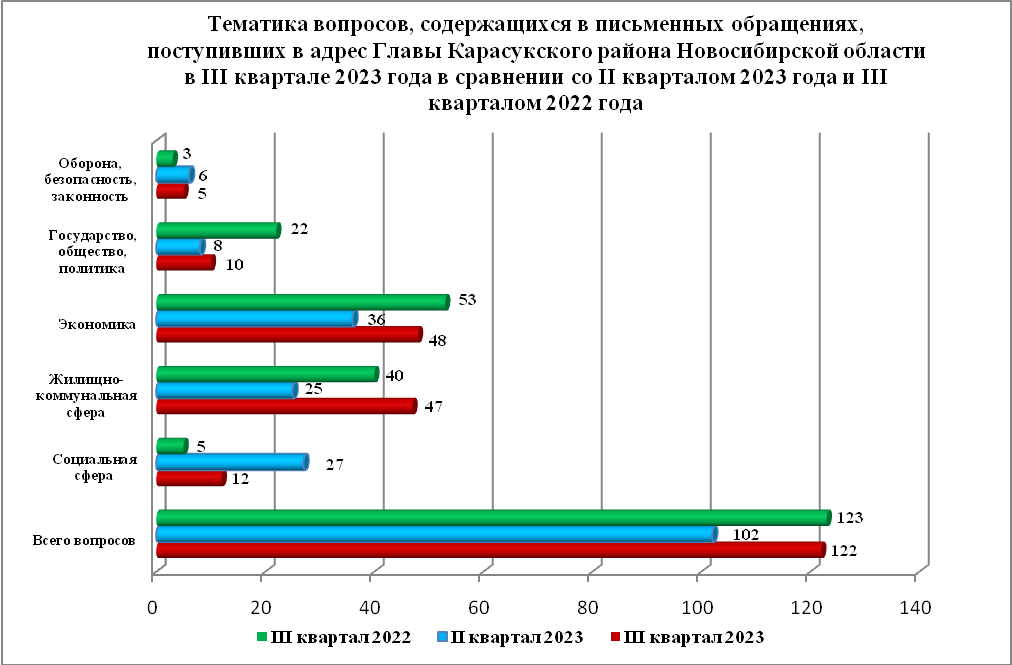 Тематика вопросов, содержащихся в письменных обращениях,
поступивших в адрес Главы Карасукского района Новосибирской области
в III квартале 2023 года в сравнении со II кварталом 2023 года и III
кварталом 2022 года
Оборона,
безопасность,
законность
3
6
5
Государство,
общество,
политика
22
8
10
Экономика
53
36
48
Жилищно-
коммунальная
сфера
40
25
47
Социальная
сфера
5
27
12
Всего вопросов
123
102
122
0 20 40 60 80 100 120 140
III квартал 2022 II квартал 2023 III квартал 2023